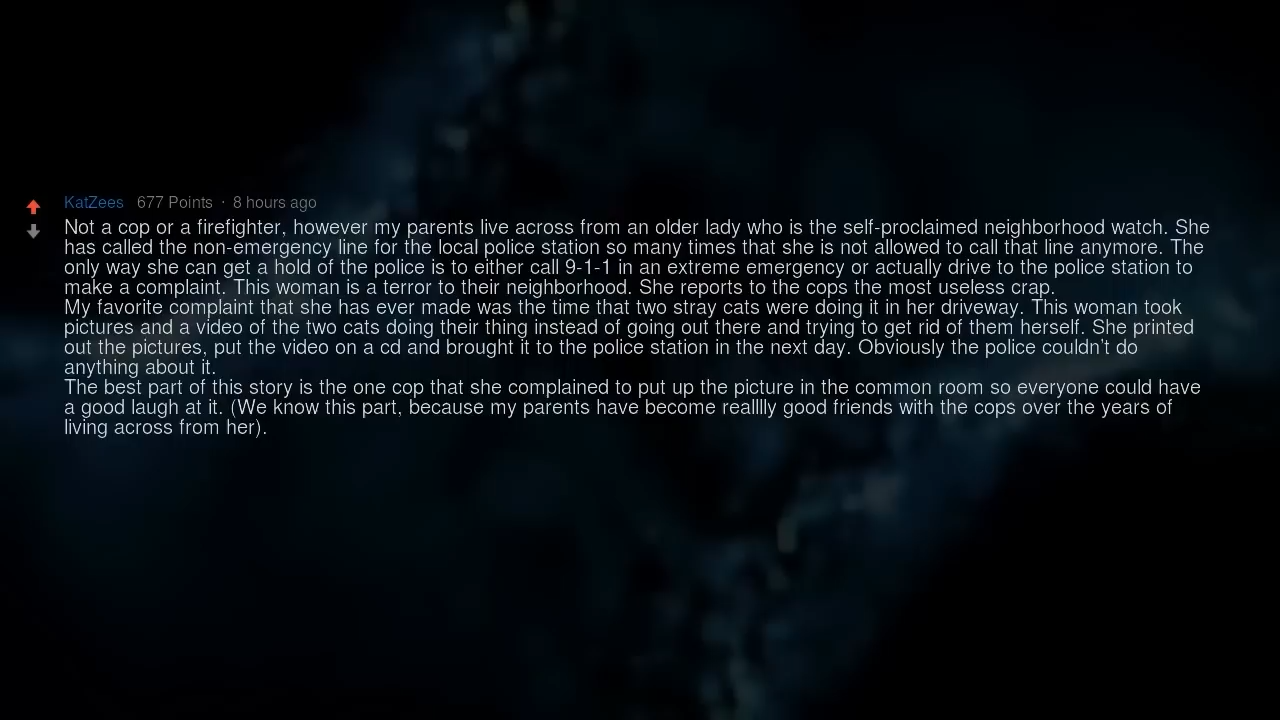 KatZees 677 Points · 8 hours ago
Not a cop or a firefighter, however my parents live across from an older lady who is the self-proclaimed neighborhood watch. She
has called the non-emergency line for the local police station so many times that she is not allowed to call that line anymore. The
only way she can get a hold of the police is to either call 9-1-1 in an extreme emergency or actually drive to the police station to
make a complaint. This woman is a terror to their neighborhood. She reports to the cops the most useless crap.
My favorite complaint that she has ever made was the time that two stray cats were doing it in her driveway. This woman took
pictures and a video of the two cats doing their thing instead of going out there and trying to get rid of them herself. She printed
out the pictures, put the video on a cd and brought it to the police station in the next day. Obviously the police couldn't do
anything about it.
The best part of this story is the one cop that she complained to put up the picture in the common room so everyone could have
a good laugh at it. (We know this part, because my parents have become realllly good friends with the cops over the years of
living across from her).